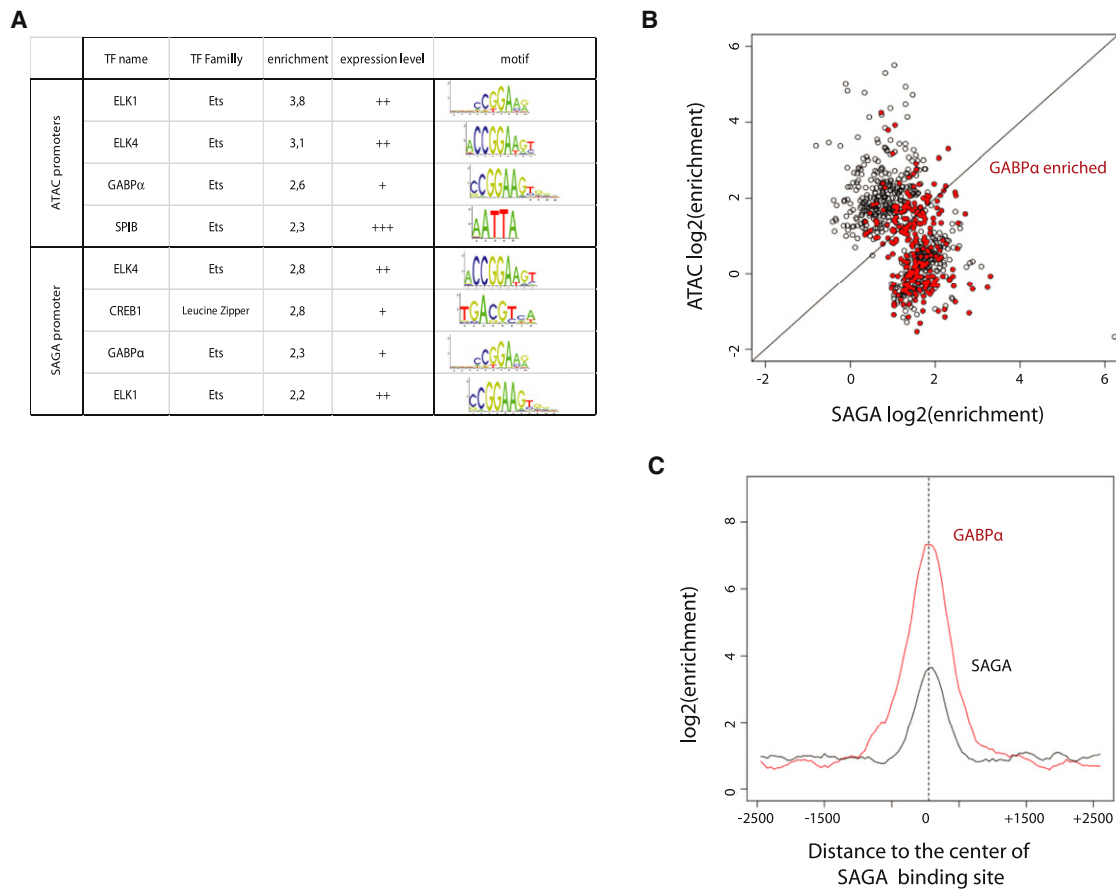 A
TF name TF Familly enrichment expression level motif
ATAC promoters
ELK1 Ets 3,8 ++
ELK4 Ets 3,1 ++
GABPα Ets 2,6 +
SPIB Ets 2,3 +++
SAGA promoter
ELK4 Ets 2,8 ++
CREB1 Leucine Zipper 2,8 +
GABPα Ets 2,3 +
ELK1 Ets 2,2 ++
B
ATAC log2(enrichment)
6
4
2
0
-2
GABPα enriched
-2 0 2 4 6
SAGA log2(enrichment)
C
log2(enrichment)
8
6
4
2
0
GABPα
SAGA
-2500 -1500 0 +1500 +2500
Distance to the center of
SAGA binding site